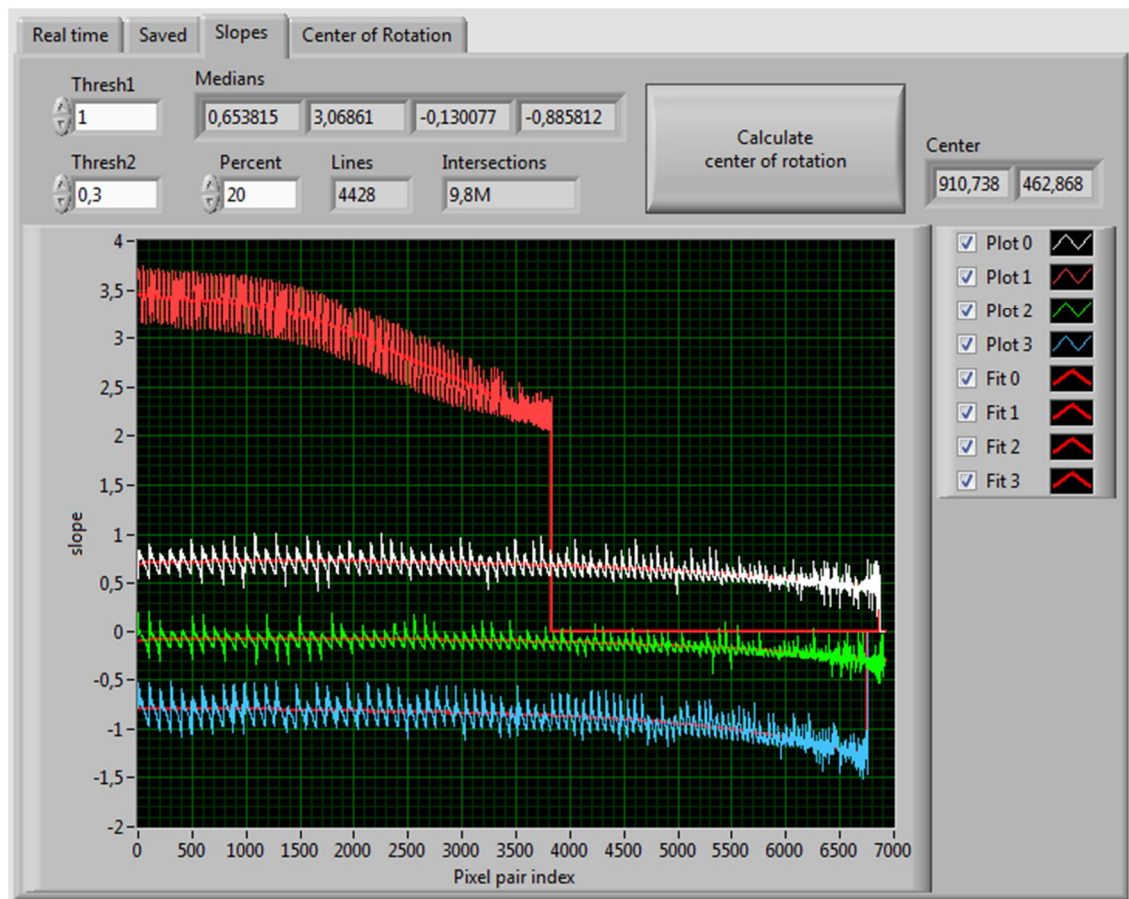 Real time
Saved
Slopes
Center of Rotation
Thresh1
1
Medians
0,653815
3,06861
-0,130077
-0,885812
Calculate
center of rotation
Thresh2
0,3
Percent
20
Lines
4428
Intersections
9,8M
Center
910,738
462,868
4
3,5
3
2,5
2
1,5
1
0,5
0
-0,5
-1
-1,5
-2
slope
0 500 1000 1500 2000 2500 3000 3500 4000 4500 5000 5500 6000 6500 7000
Pixel pair index
Plot 0
Plot 1
Plot 2
Plot 3
Fit 0
Fit 1
Fit 2
Fit 3